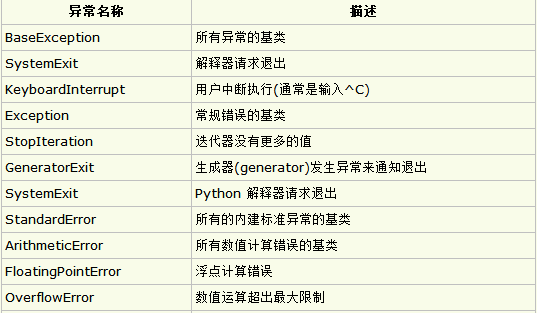 异常名称 描述
BaseException 所有异常的基类
SystemExit 解释器请求退出
KeyboardInterrupt 用户中断执行(通常是输入^C)
Exception 常规错误的基类
StopIteration 迭代器没有更多的值
GeneratorExit 生成器(generator)发生异常来通知退出
SystemExit Python 解释器请求退出
StandardError 所有的内建标准异常的基类
ArithmeticError 所有数值计算错误的基类
FloatingPointError 浮点计算错误
OverflowError 数值运算超出最大限制